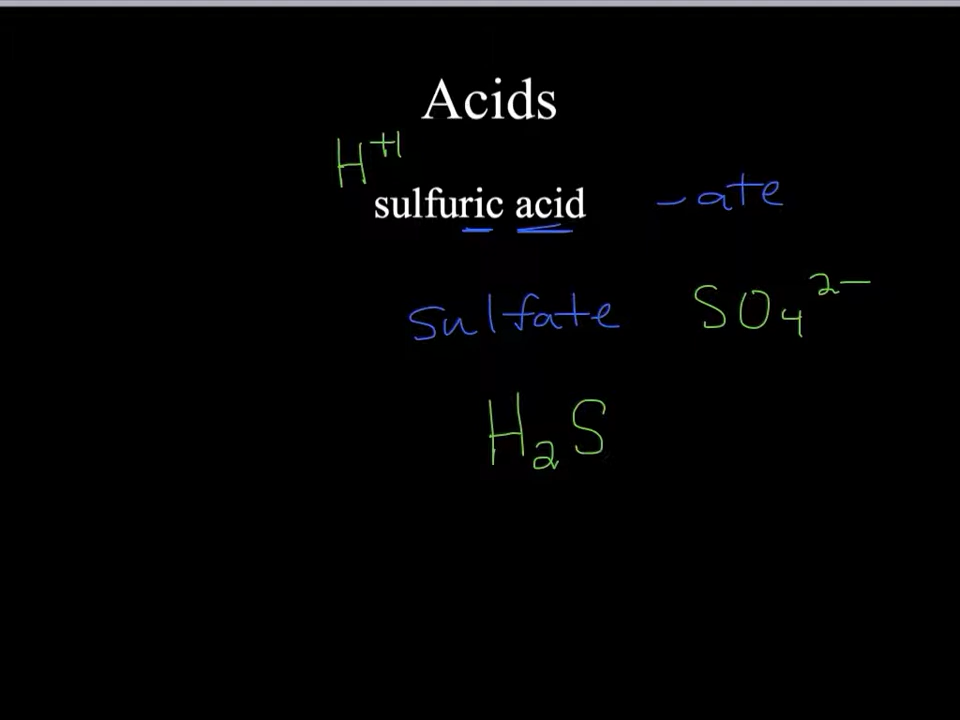 Acids
H+1
sulfuric acid -ate
sulfate SO4 2-
H2S